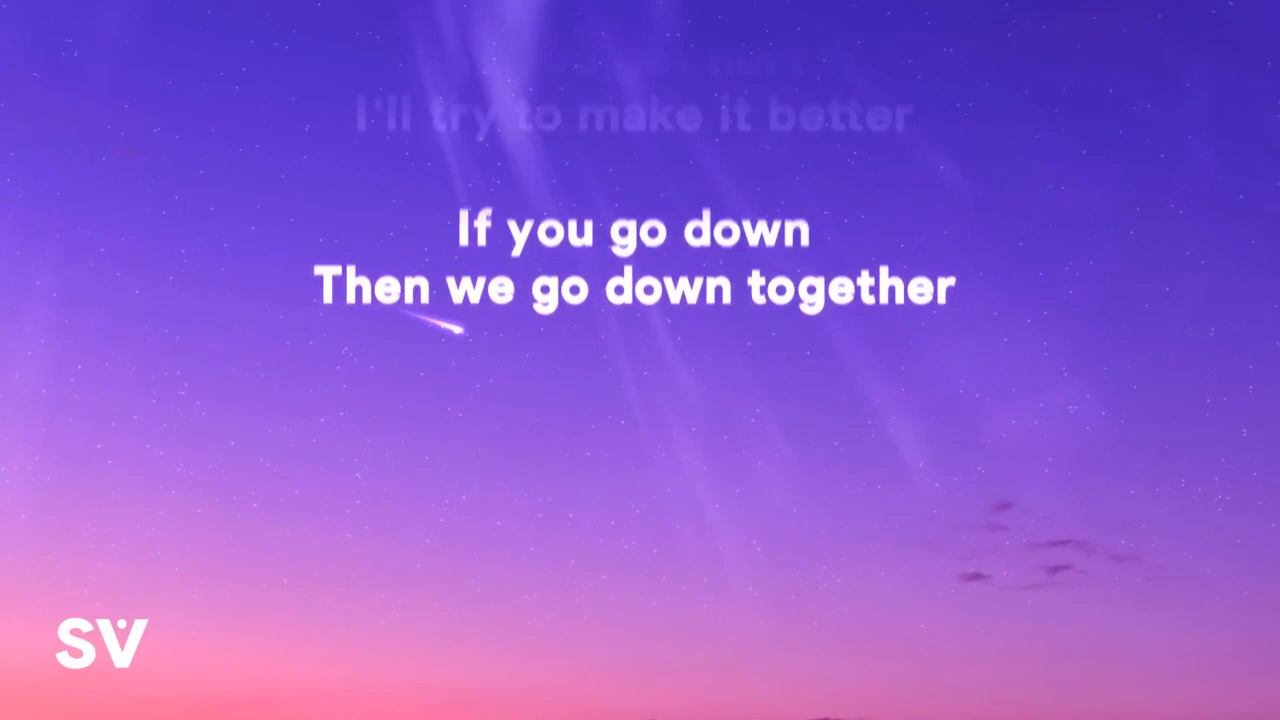 I'll try to make it better
If you go down
Then we go down together
SV